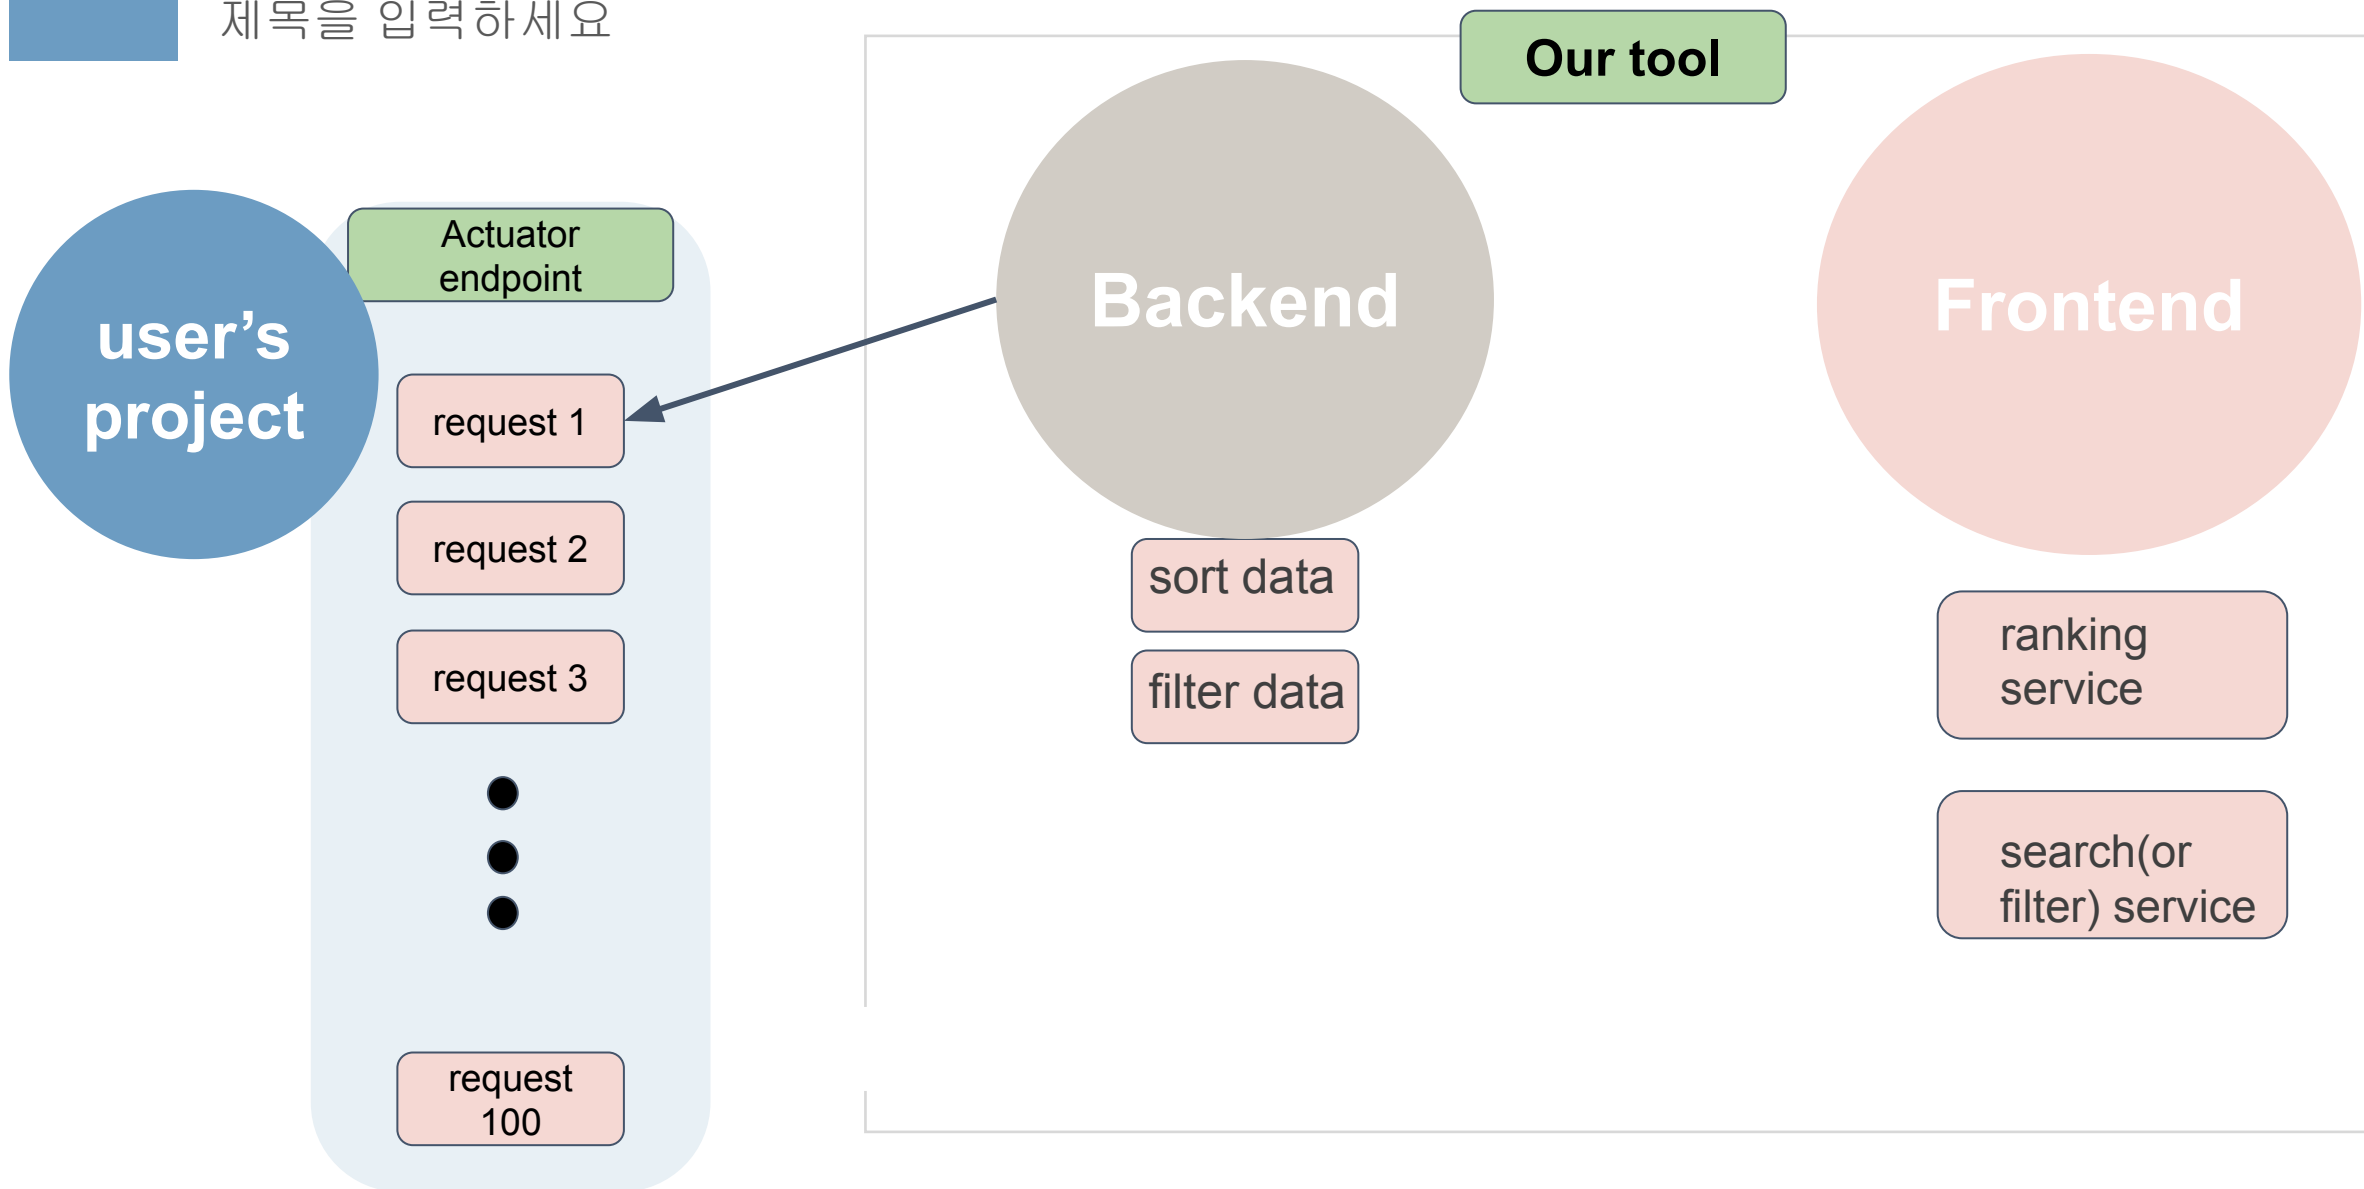 제목을 입력하세요
Our tool
user’s
project
Actuator
endpoint
request 1
request 2
request 3
request
100
Backend
sort data
filter data
Frontend
ranking
service
search(or
filter) service